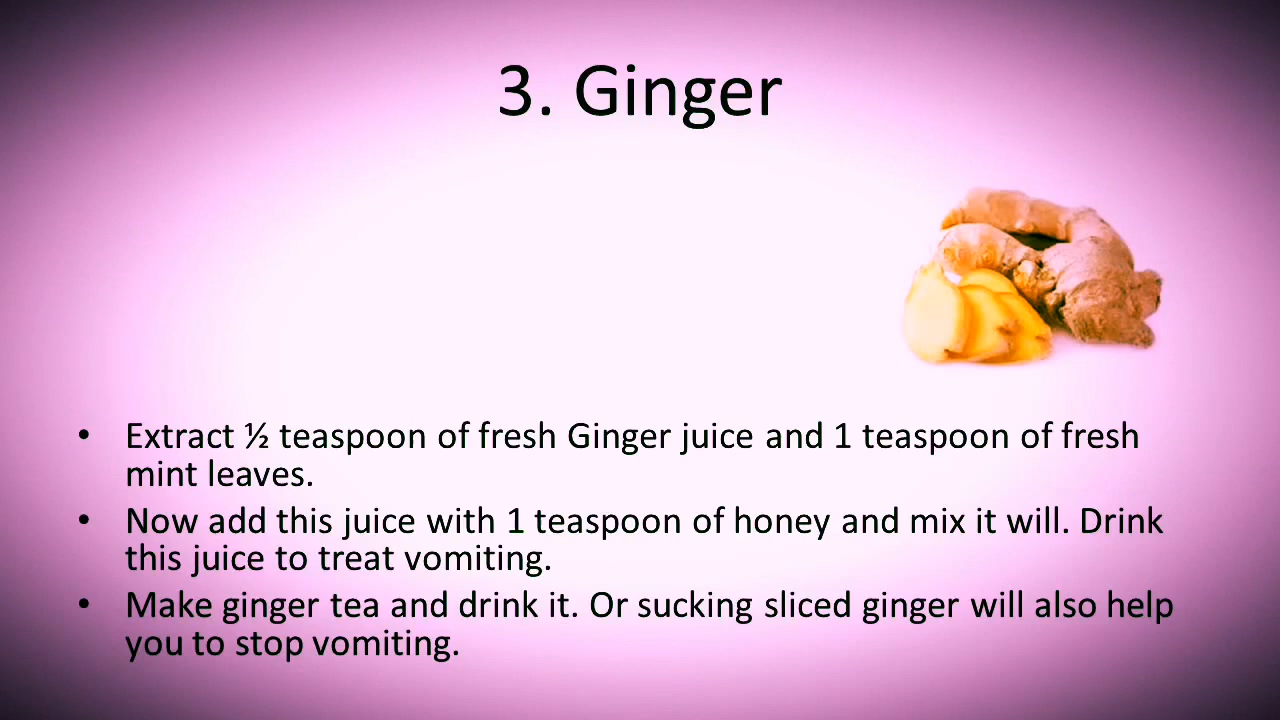 3. Ginger
• Extract ½ teaspoon of fresh Ginger juice and 1 teaspoon of fresh
mint leaves.
• Now add this juice with 1 teaspoon of honey and mix it will. Drink
this juice to treat vomiting.
• Make ginger tea and drink it. Or sucking sliced ginger will also help
you to stop vomiting.